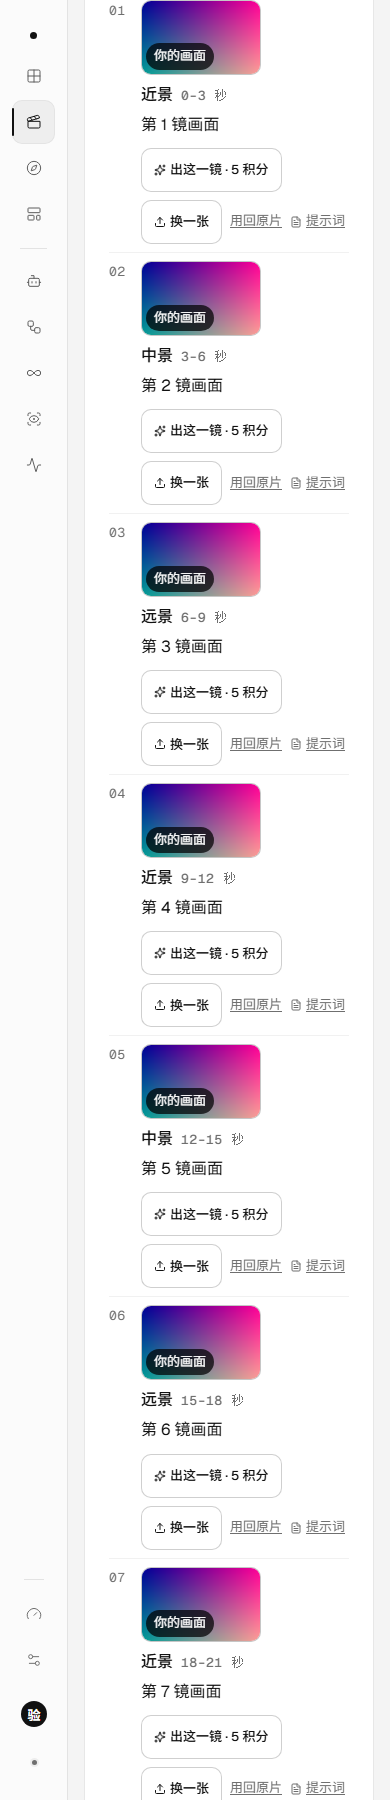 01
你的画面
近景 0-3 秒
第 1 镜画面
出这一镜 · 5 积分
换一张 用回原片 提示词
02
你的画面
中景 3-6 秒
第 2 镜画面
出这一镜 · 5 积分
换一张 用回原片 提示词
03
你的画面
远景 6-9 秒
第 3 镜画面
出这一镜 · 5 积分
换一张 用回原片 提示词
04
你的画面
近景 9-12 秒
第 4 镜画面
出这一镜 · 5 积分
换一张 用回原片 提示词
05
你的画面
中景 12-15 秒
第 5 镜画面
出这一镜 · 5 积分
换一张 用回原片 提示词
06
你的画面
远景 15-18 秒
第 6 镜画面
出这一镜 · 5 积分
换一张 用回原片 提示词
07
你的画面
近景 18-21 秒
第 7 镜画面
出这一镜 · 5 积分
换一张 用回原片 提示词
验